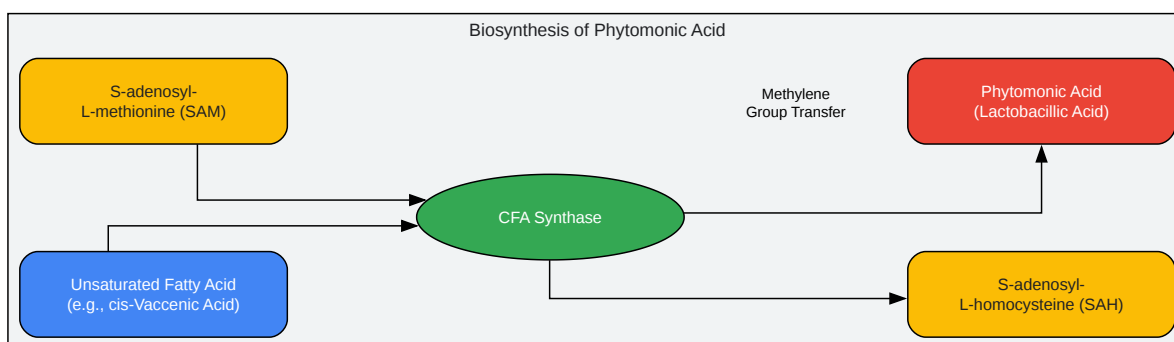 Biosynthesis of Phytomonic Acid
S-adenosyl-
L-methionine (SAM)
Methylene
Group Transfer
Phytomonic Acid
(Lactobacillic Acid)
CFA Synthase
Unsaturated Fatty Acid
(e.g., cis-Vaccenic Acid)
S-adenosyl-
L-homocysteine (SAH)